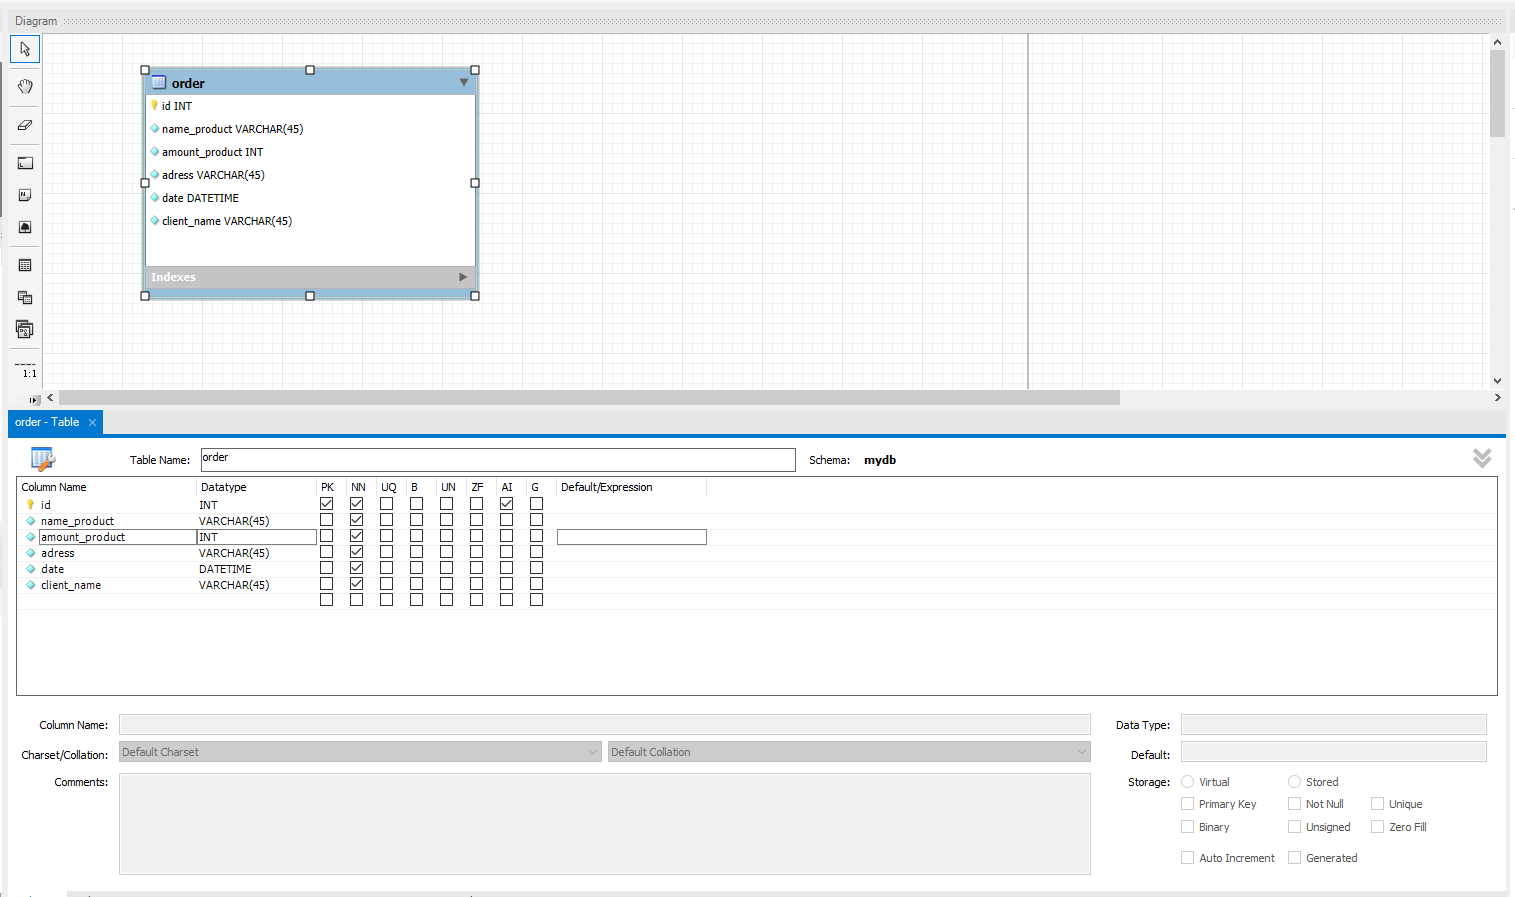 Diagram
order
id INT
name_product VARCHAR(45)
amount_product INT
adress VARCHAR(45)
date DATETIME
client_name VARCHAR(45)
Indexes
1:1
order - Table
Table Name: order Schema: mydb
Column Name Datatype PK NN UQ B UN ZF AI G Default/Expression
id INT
name_product VARCHAR(45)
amount_product INT
adress VARCHAR(45)
date DATETIME
client_name VARCHAR(45)
Column Name: Data Type:
Charset/Collation: Default Charset Default Collation Default:
Comments: Storage: Virtual Stored
Primary Key Not Null Unique
Binary Unsigned Zero Fill
Auto Increment Generated